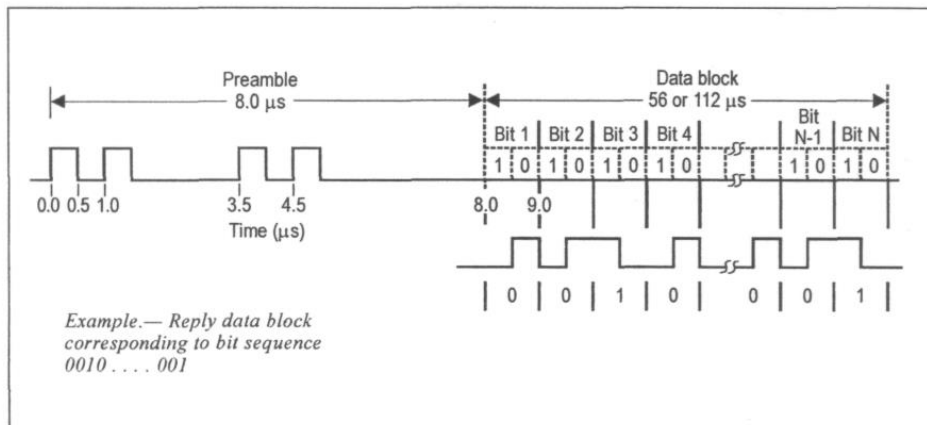 Preamble
8.0 μs
Data block
56 or 112 μs
Bit 1 Bit 2 Bit 3 Bit 4 Bit N-1 Bit N
1 0 1 0 1 0 1 0 1 0 1 0
0.0 0.5 1.0 3.5 4.5 8.0 9.0
Time (μs)
0 0 1 0 0 0 1
Example.— Reply data block
corresponding to bit sequence
0010 . . . . 001